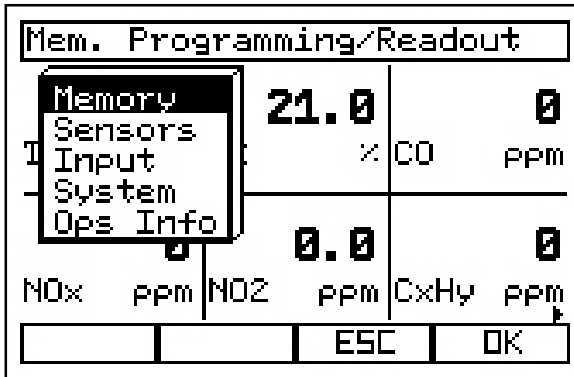 Mem. Programming/Readout
Memory
Sensors
Input
System
Ops Info
21.0
0
%
CO ppm
0
0.0
0
NOx ppm
NO2 ppm
CxHy ppm
ESC
OK